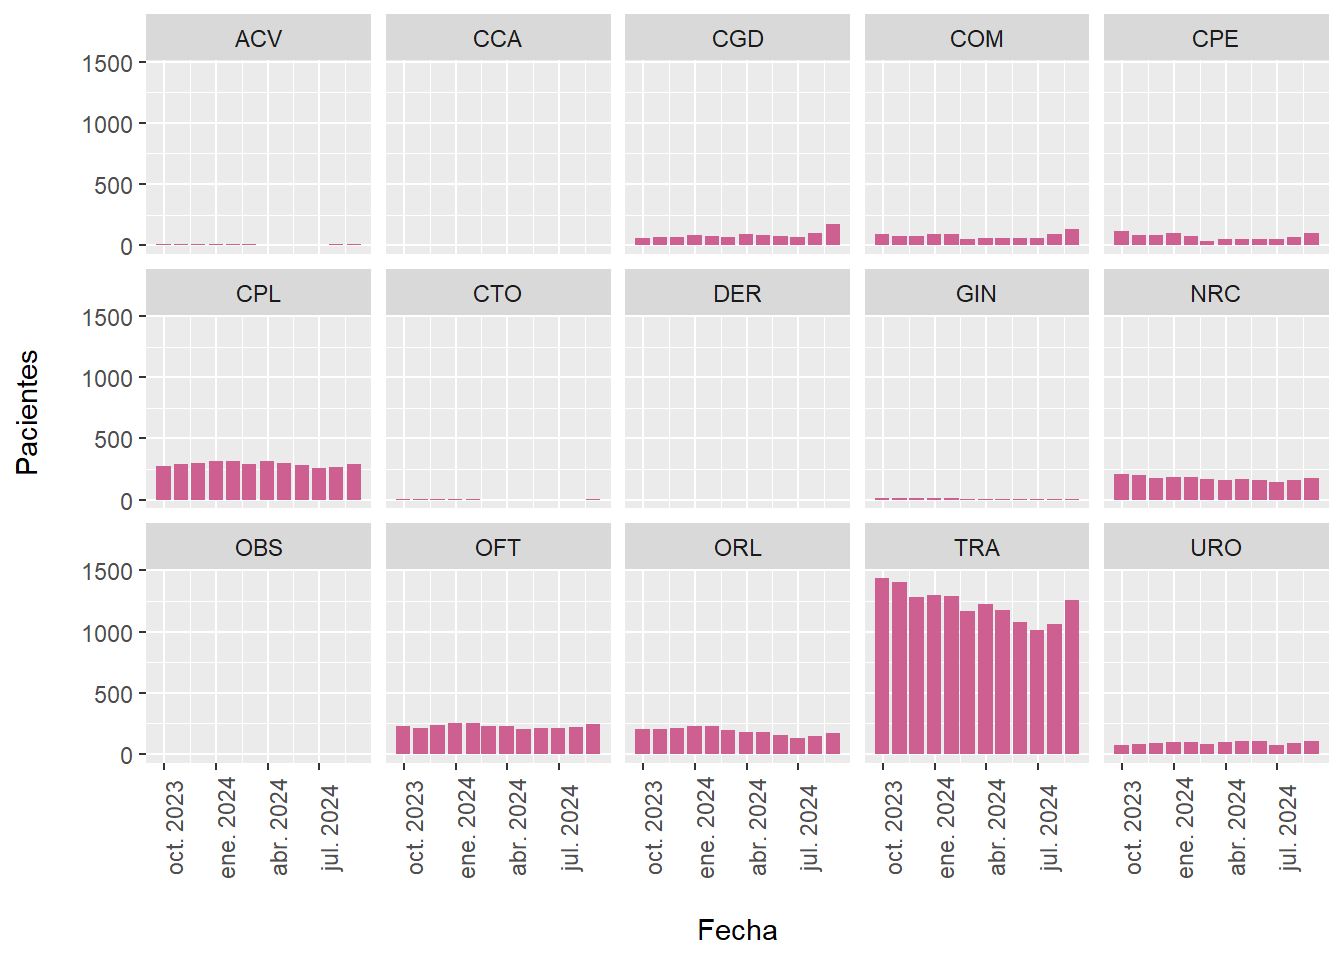 ACV CCA CGD COM CPE
1500
1000
500
0
CPL CTO DER GIN NRC
1500
1000
500
0
Pacientes
OBS OFT ORL TRA URO
1500
1000
500
0
oct. 2023 ene. 2024 abr. 2024 jul. 2024 oct. 2023 ene. 2024 abr. 2024 jul. 2024 oct. 2023 ene. 2024 abr. 2024 jul. 2024 oct. 2023 ene. 2024 abr. 2024 jul. 2024 oct. 2023 ene. 2024 abr. 2024 jul. 2024
Fecha